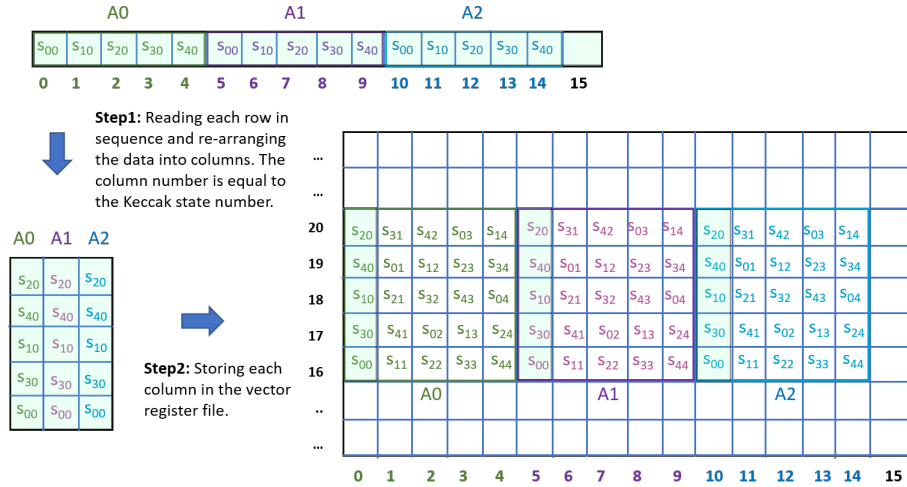 A0 A1 A2
S00 S10 S20 S30 S40 S00 S10 S20 S30 S40 S00 S10 S20 S30 S40
0 1 2 3 4 5 6 7 8 9 10 11 12 13 14 15
Step1: Reading each row in
sequence and re-arranging
the data into columns. The
column number is equal to
the Keccak state number.
A0 A1 A2
S20 S20 S20
S40 S40 S40
S10 S10 S10
S30 S30 S30
S00 S00 S00
Step2: Storing each
column in the vector
register file.
...
...
20 S20 S31 S42 S03 S14 S20 S31 S42 S03 S14 S20 S31 S42 S03 S14
19 S40 S01 S12 S23 S34 S40 S01 S12 S23 S34 S40 S01 S12 S23 S34
18 S10 S21 S32 S43 S04 S10 S21 S32 S43 S04 S10 S21 S32 S43 S04
17 S30 S41 S02 S13 S24 S30 S41 S02 S13 S24 S30 S41 S02 S13 S24
16 S00 S11 S22 S33 S44 S00 S11 S22 S33 S44 S00 S11 S22 S33 S44
A0 A1 A2
..
...
0 1 2 3 4 5 6 7 8 9 10 11 12 13 14 15